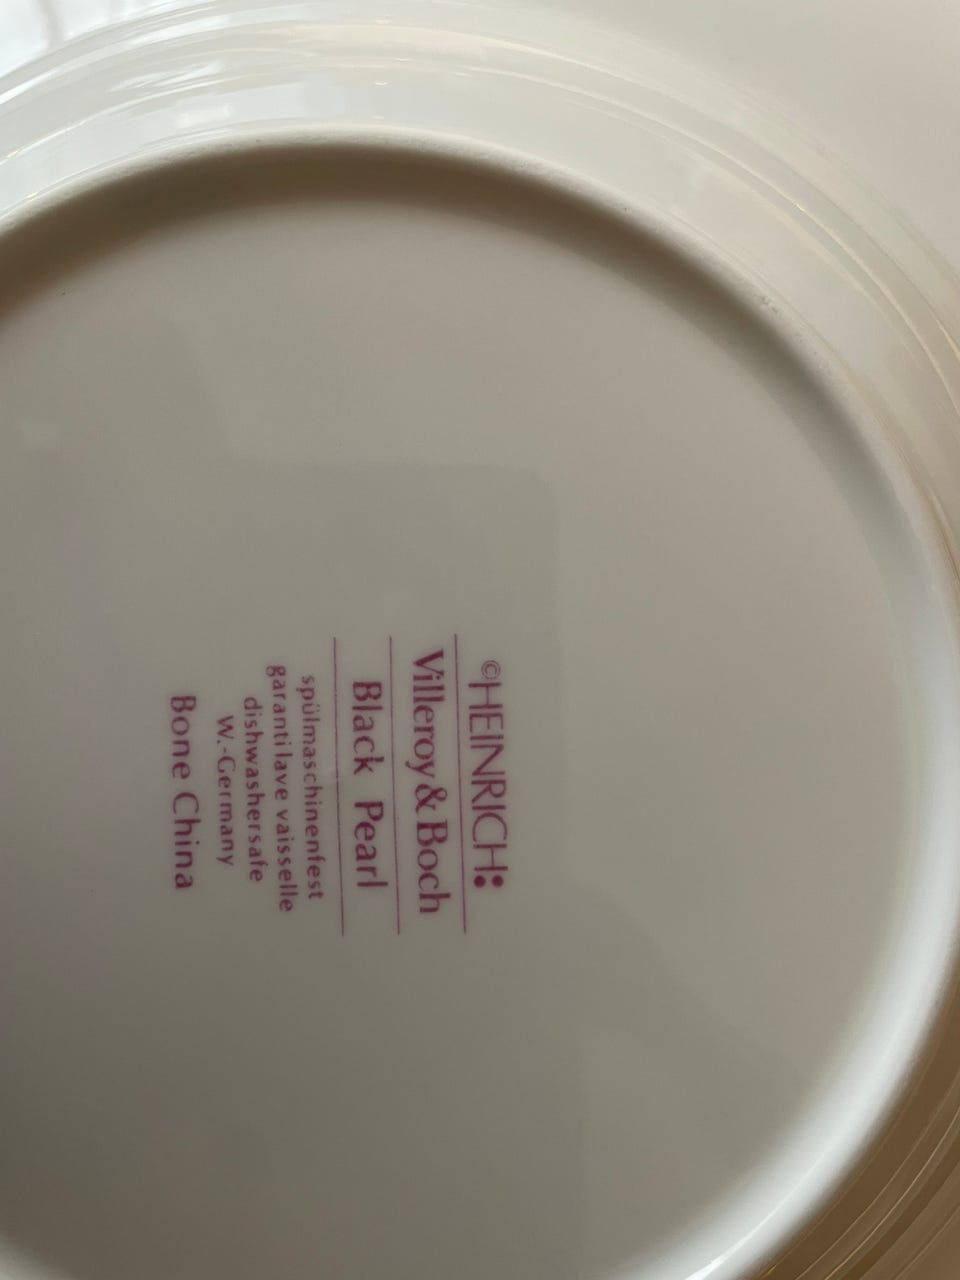 ©HEINRICH:
Villeroy & Boch
Black Pearl
spülmaschinenfest
garanti lave vaisselle
dishwashersafe
W.-Germany
Bone China